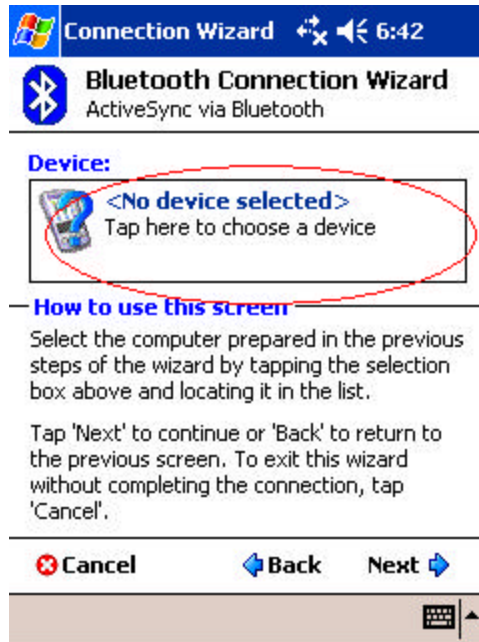 Connection Wizard 6:42
Bluetooth Connection Wizard
ActiveSync via Bluetooth
Device:
<No device selected>
Tap here to choose a device
How to use this screen
Select the computer prepared in the previous
steps of the wizard by tapping the selection
box above and locating it in the list.
Tap 'Next' to continue or 'Back' to return to
the previous screen. To exit this wizard
without completing the connection, tap
'Cancel'.
Cancel Back Next